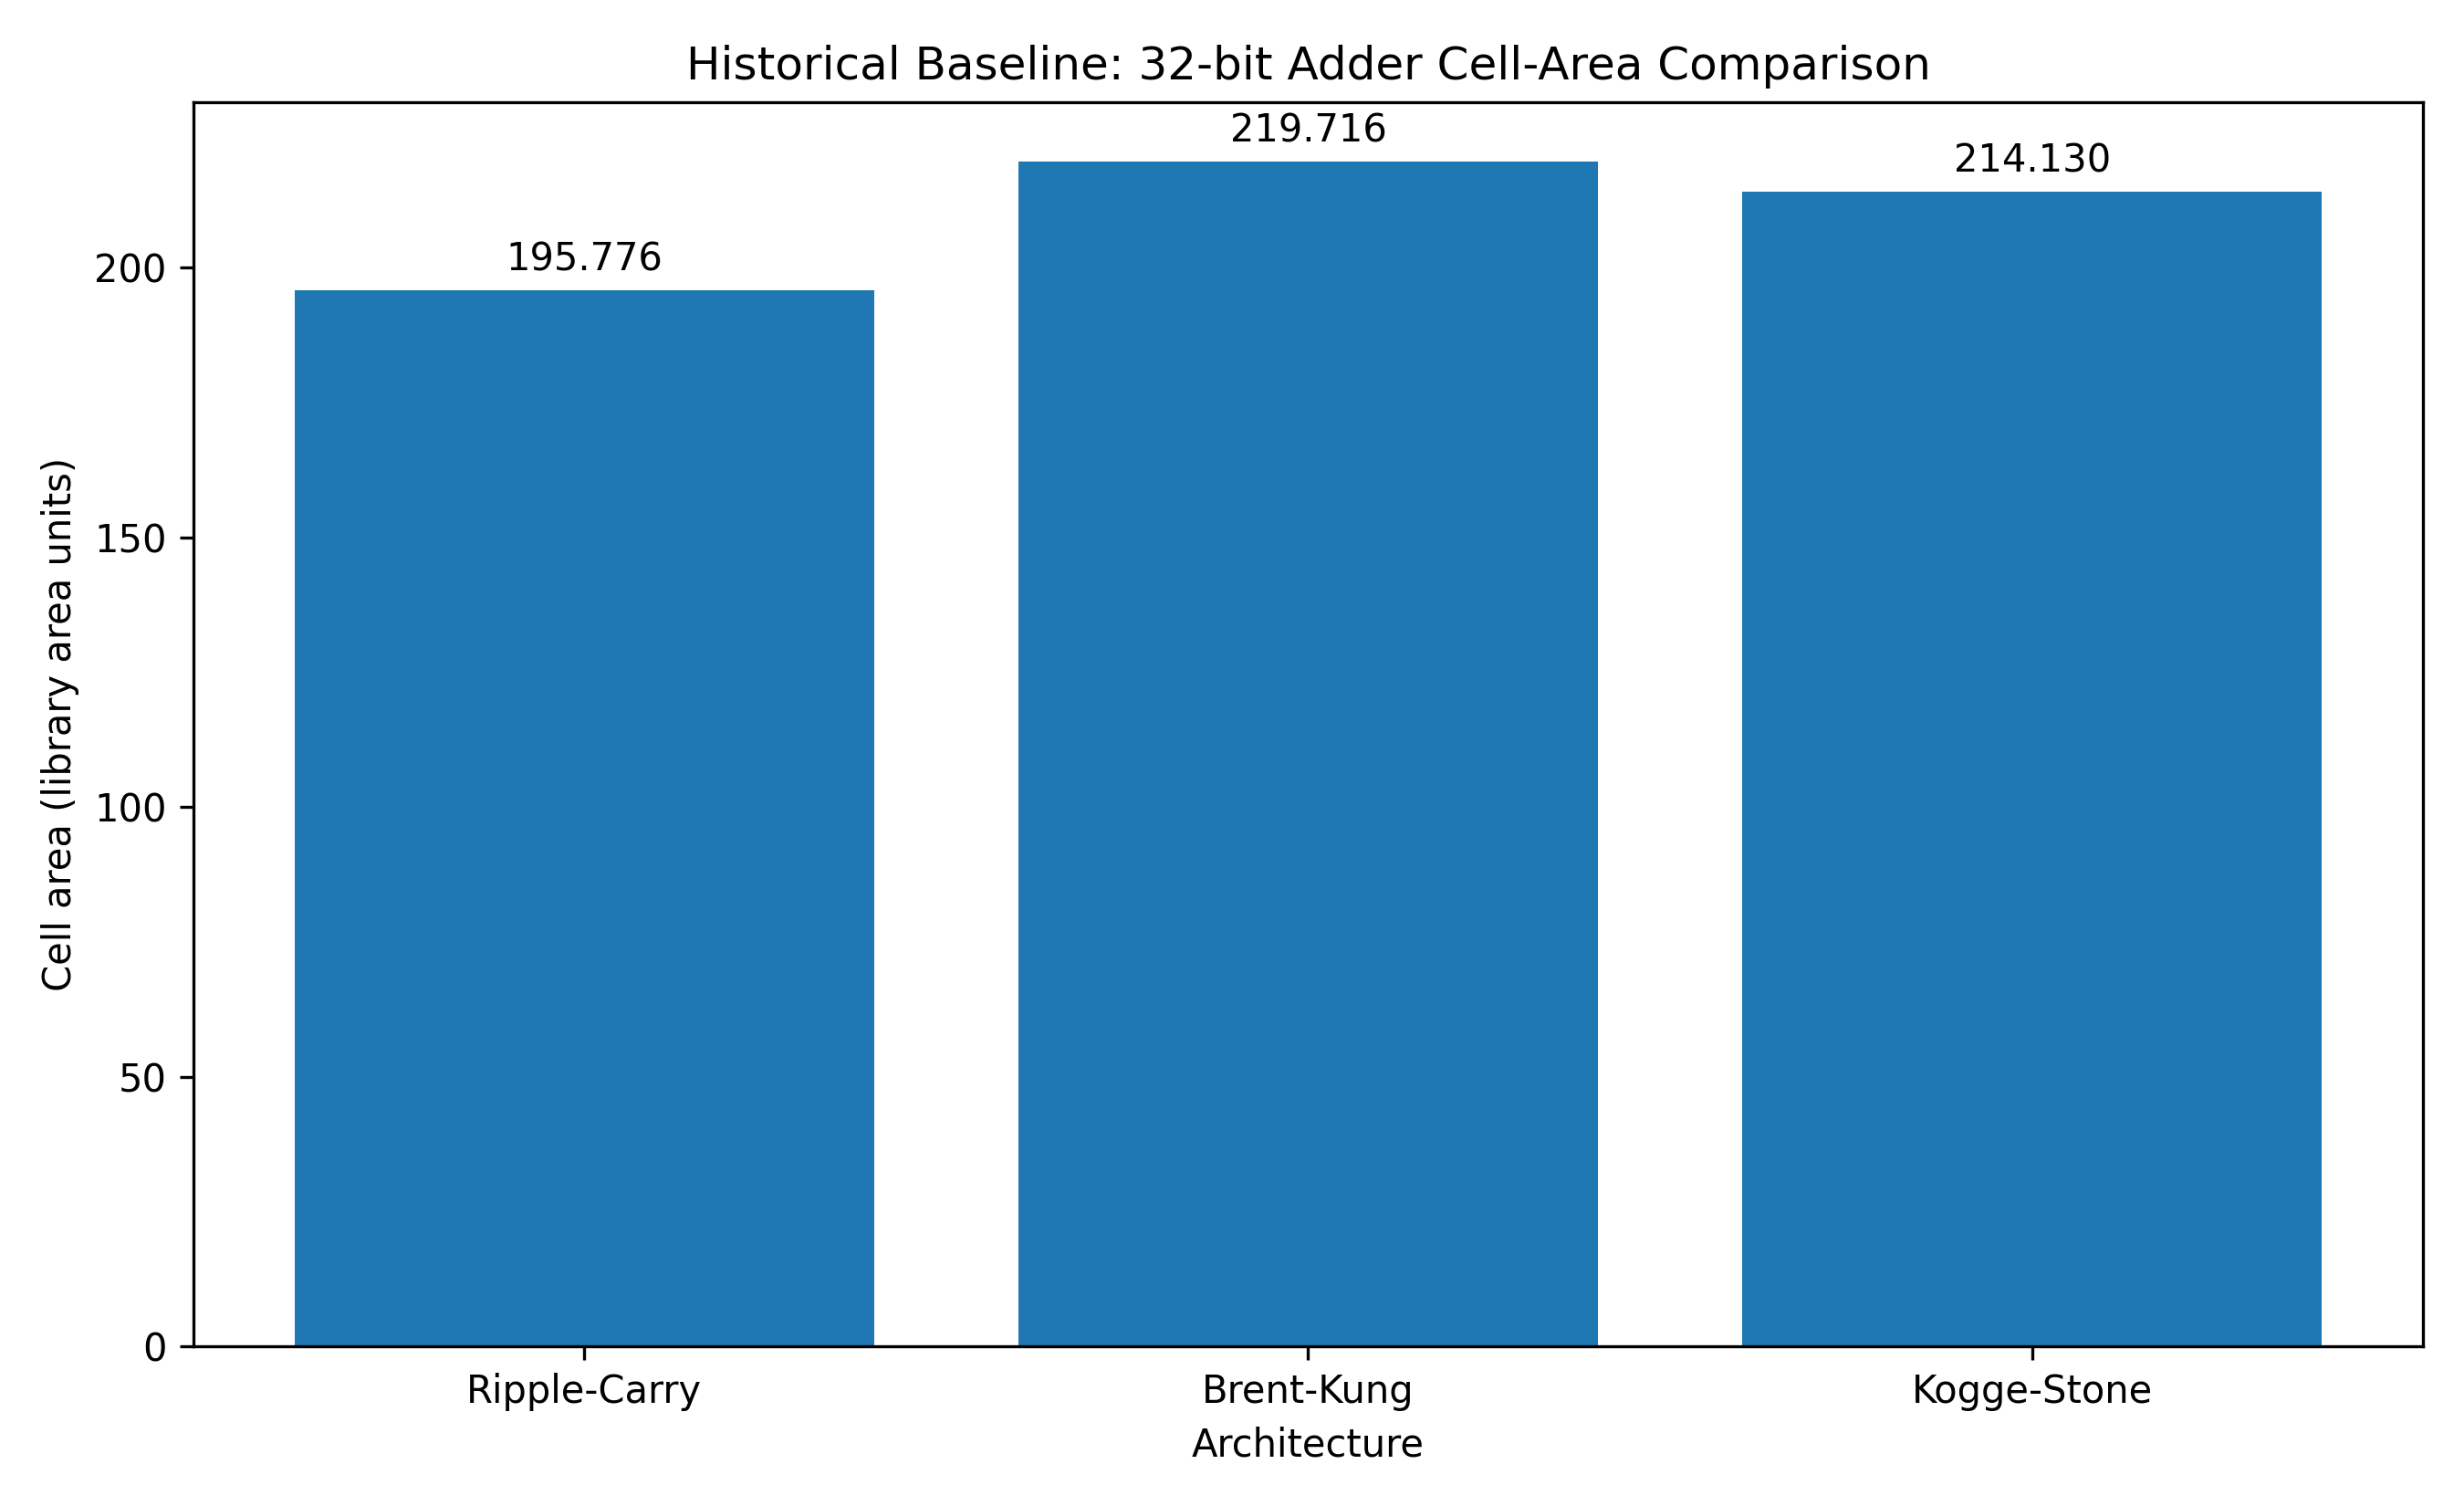 Historical Baseline: 32-bit Adder Cell-Area Comparison
219.716
214.130
195.776
200
150
100
50
0
Cell area (library area units)
Ripple-Carry
Brent-Kung
Kogge-Stone
Architecture